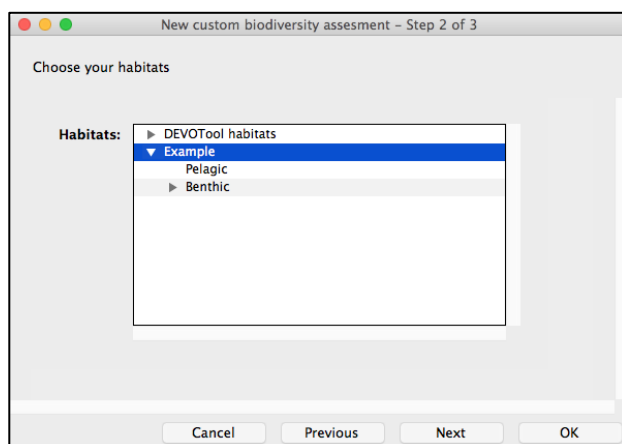 New custom biodiversity assesment – Step 2 of 3
Choose your habitats
Habitats:
DEVOTool habitats
Example
Pelagic
Benthic
Cancel
Previous
Next
OK